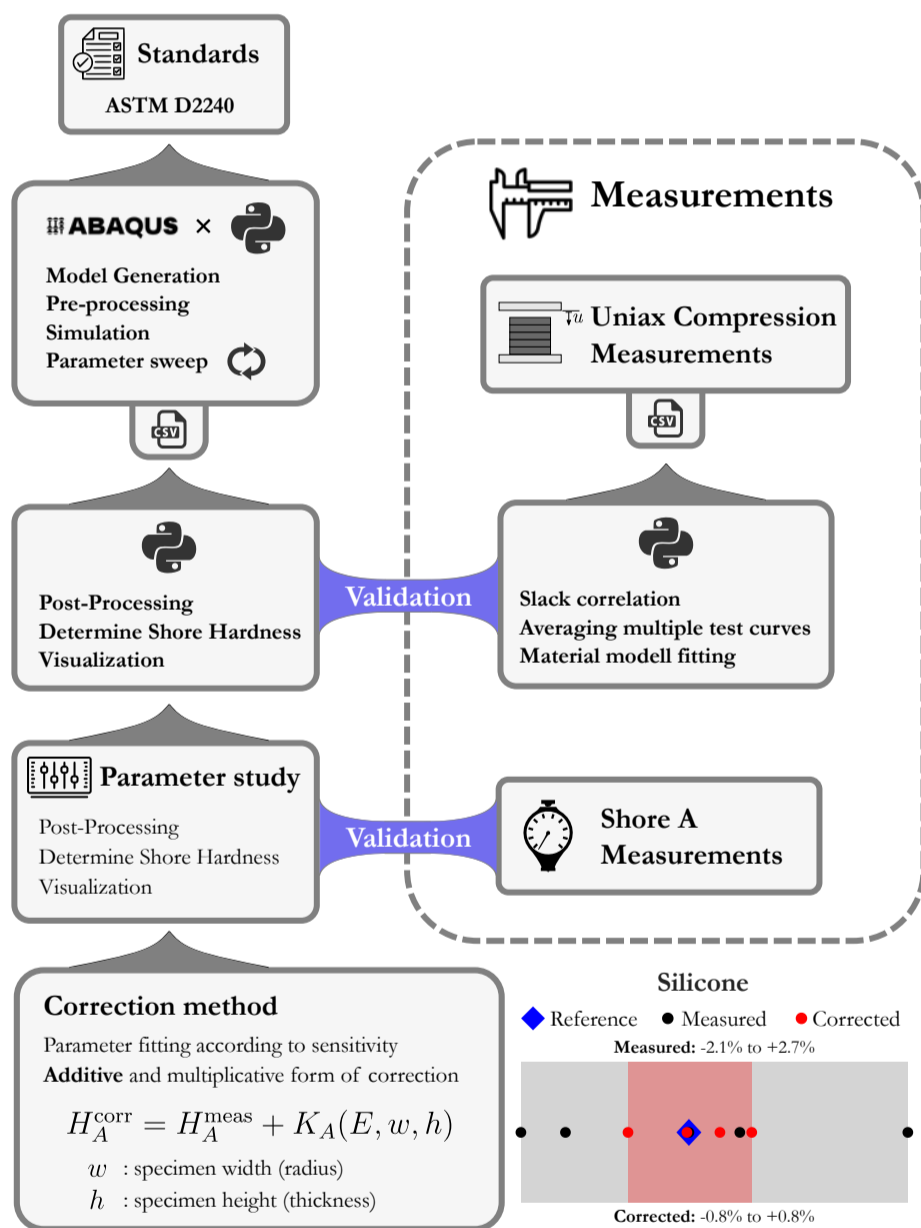 Standards
ASTM D2240
ABAQUS ×
Model Generation
Pre-processing
Simulation
Parameter sweep
CSV
Post-Processing
Determine Shore Hardness
Visualization
Validation
Parameter study
Post-Processing
Determine Shore Hardness
Visualization
Validation
Measurements
u
Uniax Compression
Measurements
CSV
Slack correlation
Averaging multiple test curves
Material modell fitting
Shore A
Measurements
Correction method
Parameter fitting according to sensitivity
Additive and multiplicative form of correction
H_A^corr = H_A^meas + K_A(E, w, h)
w : specimen width (radius)
h : specimen height (thickness)
Silicone
Reference Measured Corrected
Measured: -2.1% to +2.7%
Corrected: -0.8% to +0.8%